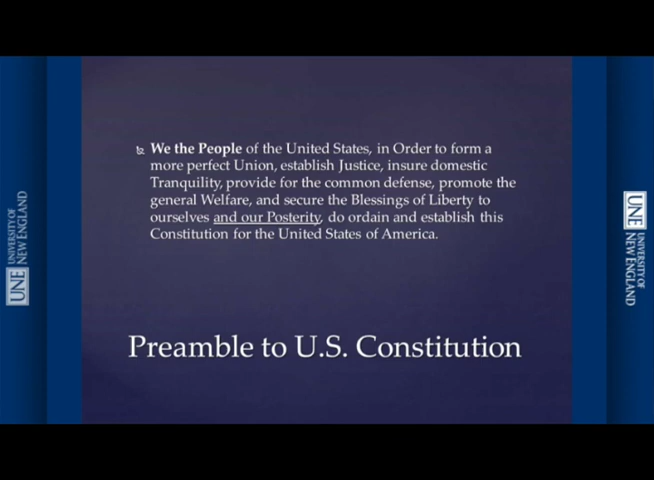 We the People of the United States, in Order to form a
more perfect Union, establish Justice, insure domestic
Tranquility, provide for the common defense, promote the
general Welfare, and secure the Blessings of Liberty to
ourselves and our Posterity, do ordain and establish this
Constitution for the United States of America.
Preamble to U.S. Constitution
UNE
UNIVERSITY OF
NEW ENGLAND
UNE
UNIVERSITY OF
NEW ENGLAND